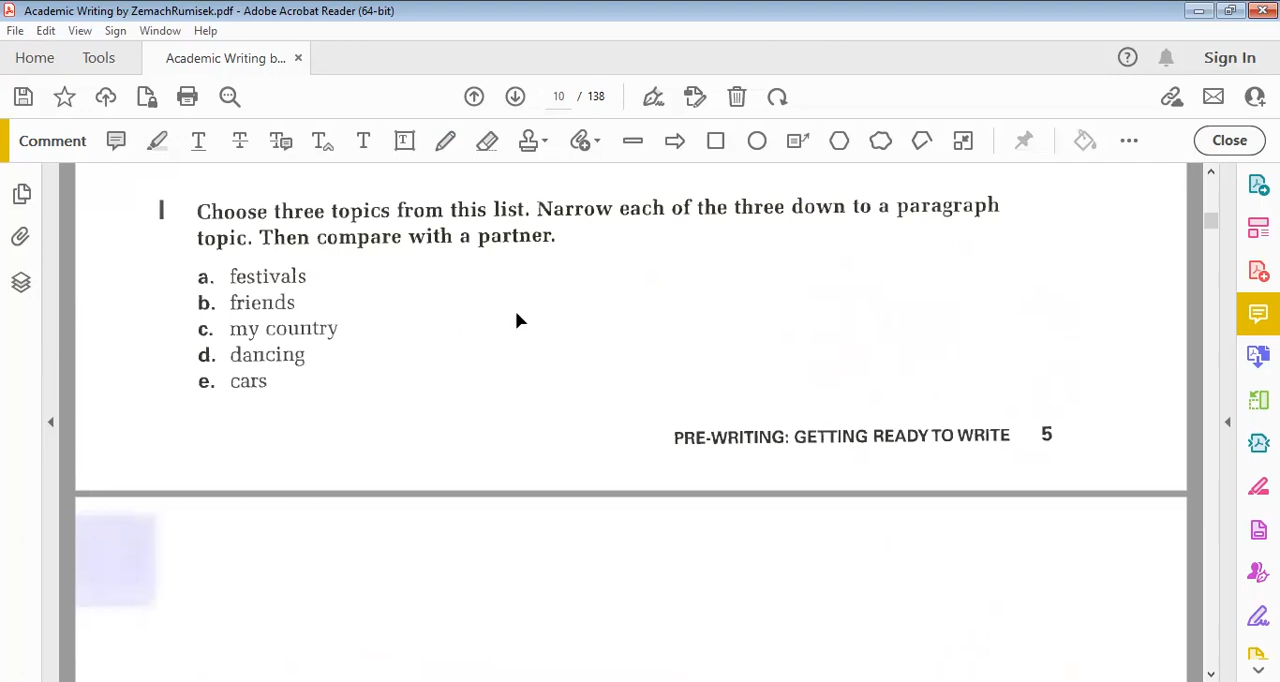 Academic Writing by ZemachRumisek.pdf - Adobe Acrobat Reader (64-bit)
File Edit View Sign Window Help
Home Tools Academic Writing b... × Sign In
10 / 138
Comment Close
1 Choose three topics from this list. Narrow each of the three down to a paragraph
topic. Then compare with a partner.
a. festivals
b. friends
c. my country
d. dancing
e. cars
PRE-WRITING: GETTING READY TO WRITE 5